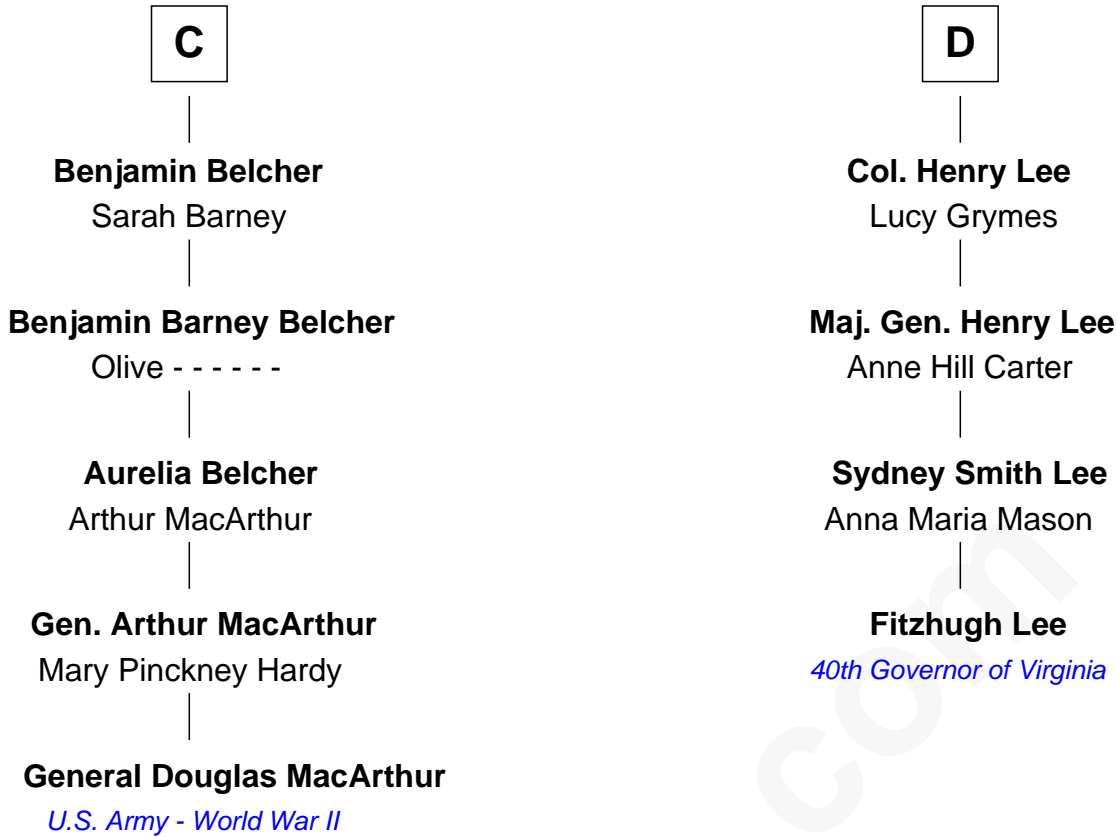 C
Benjamin Belcher
Sarah Barney
Benjamin Barney Belcher
Olive - - - - - -
Aurelia Belcher
Arthur MacArthur
Gen. Arthur MacArthur
Mary Pinckney Hardy
General Douglas MacArthur
U.S. Army - World War II
D
Col. Henry Lee
Lucy Grymes
Maj. Gen. Henry Lee
Anne Hill Carter
Sydney Smith Lee
Anna Maria Mason
Fitzhugh Lee
40th Governor of Virginia
com